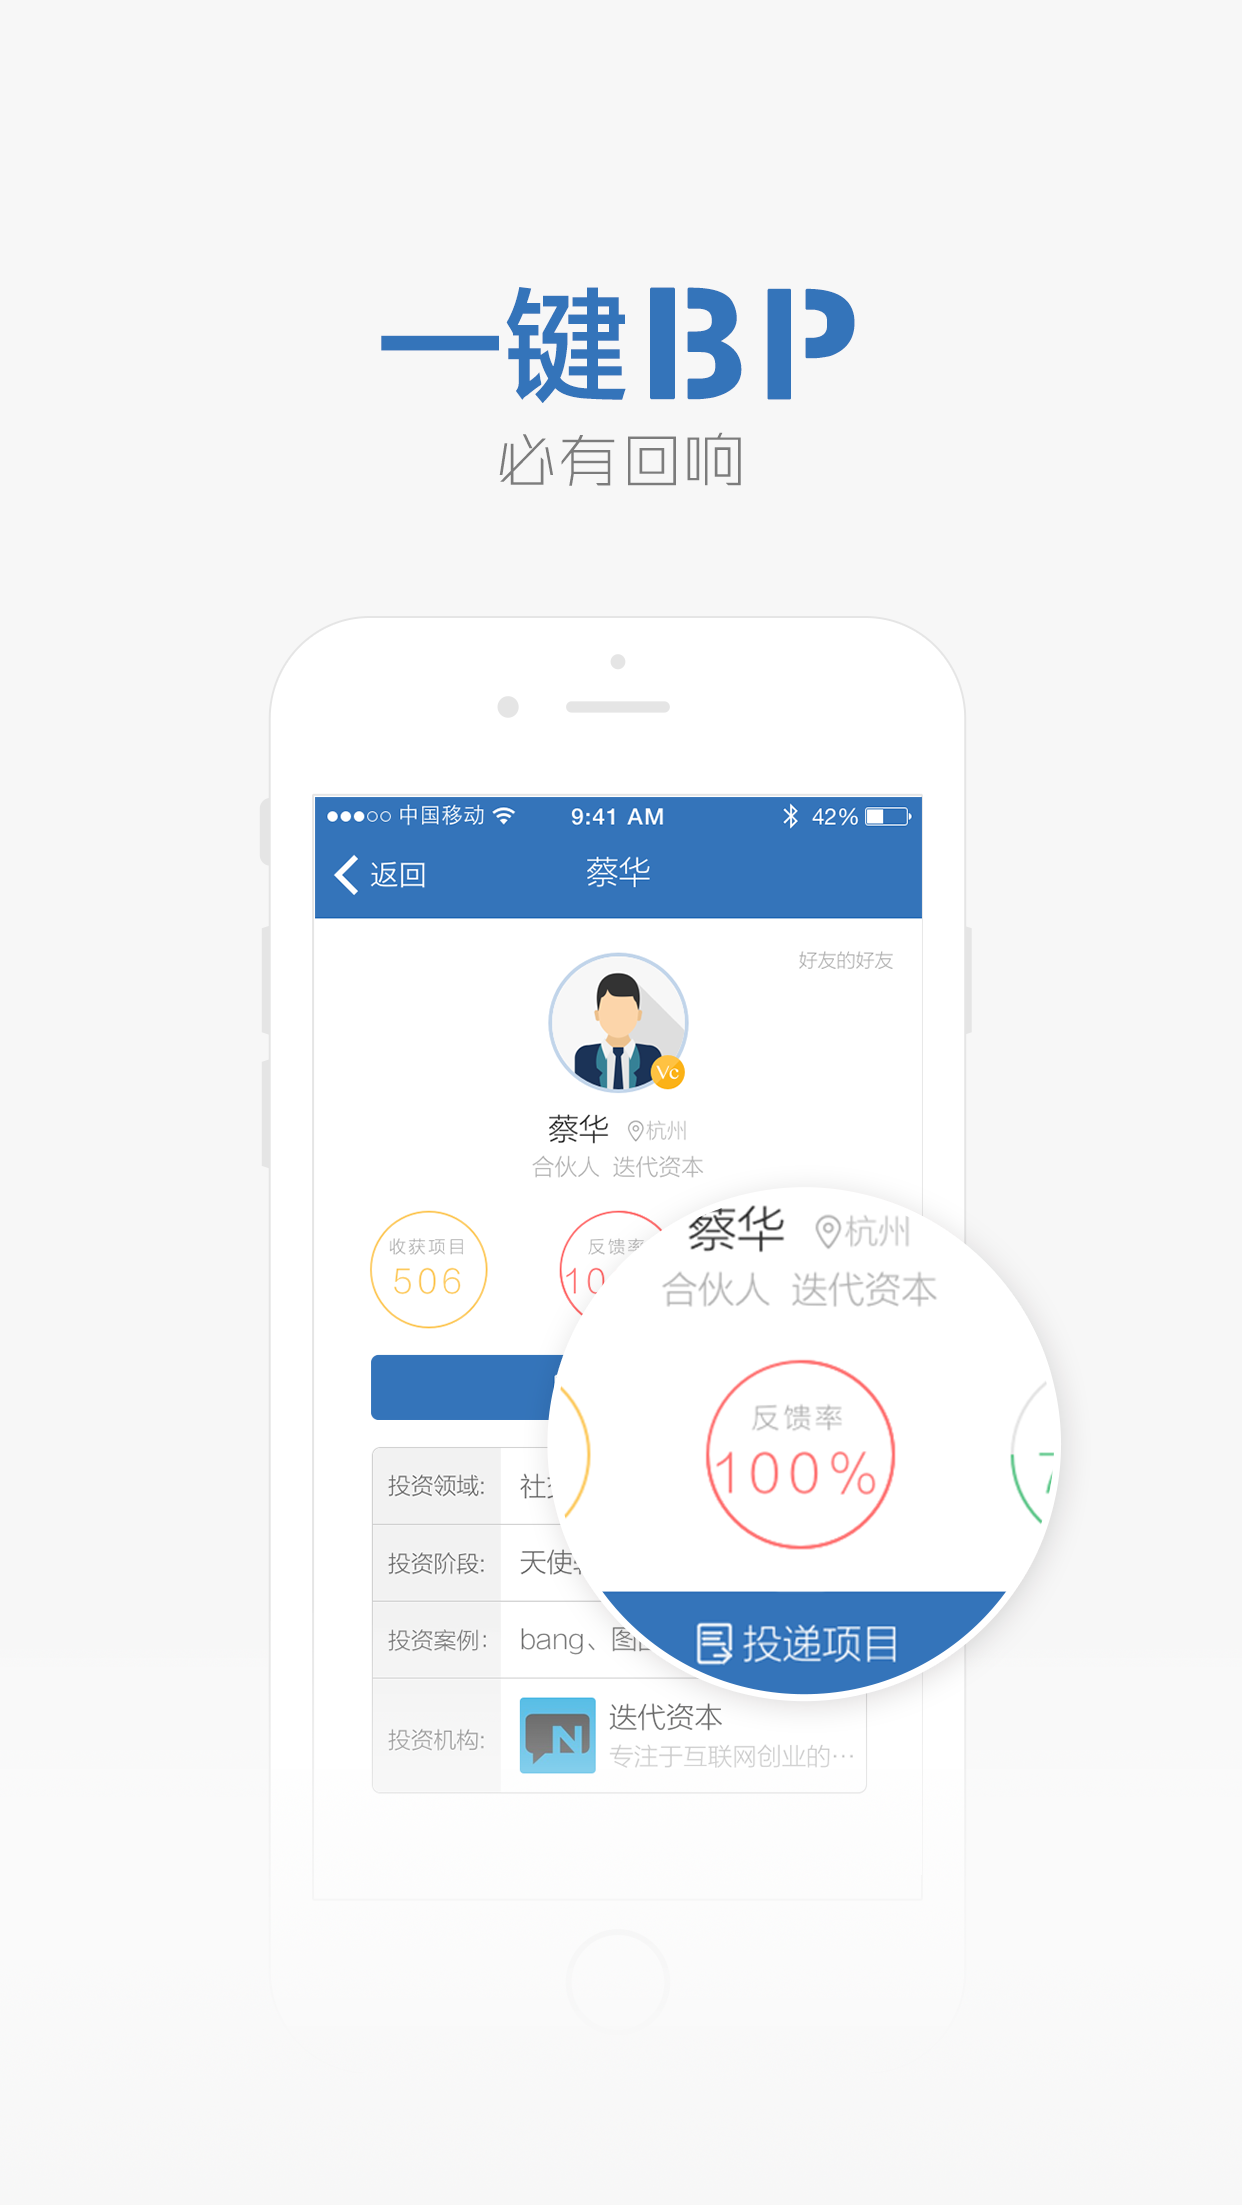 一键BP
必有回响
中国移动 9:41 AM 42%
返回 蔡华
好友的好友
Vc
蔡华 杭州
合伙人 迭代资本
收获项目
506
反馈率
10
蔡华 杭州
合伙人 迭代资本
反馈率
100%
投递项目
投资领域: 社交
投资阶段: 天使
投资案例: bang、图
投资机构: 迭代资本
专注于互联网创业的…
N